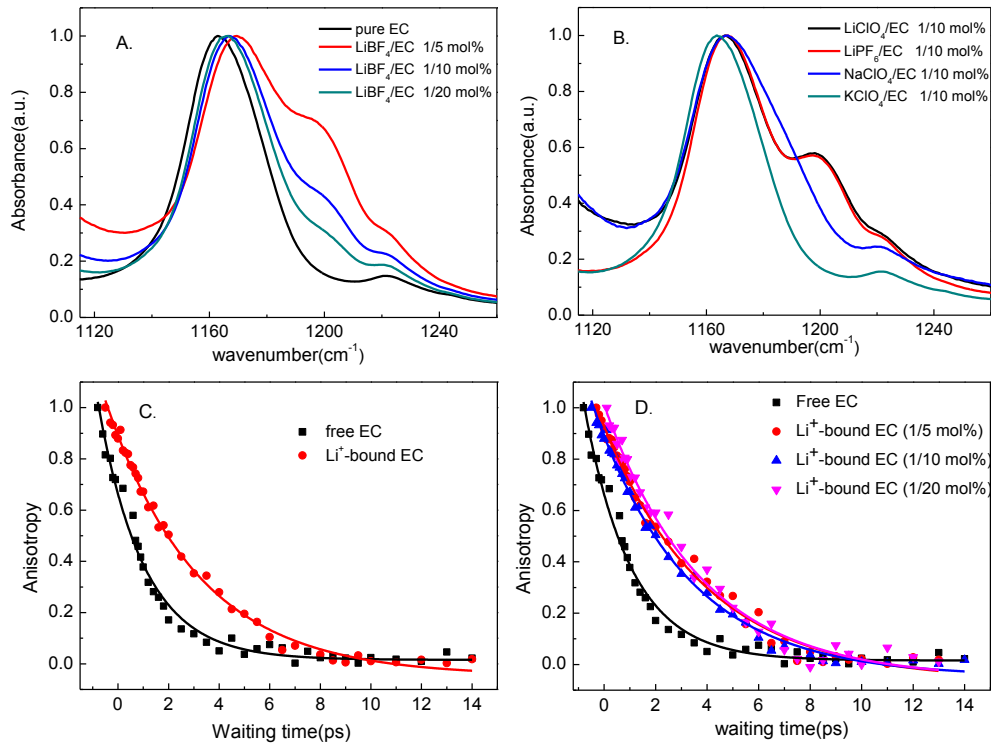 A.
pure EC
LiBF4/EC 1/5 mol%
LiBF4/EC 1/10 mol%
LiBF4/EC 1/20 mol%
Absorbance(a.u.)
1.0
0.8
0.6
0.4
0.2
0.0
1120 1160 1200 1240
wavenumber(cm-1)
B.
LiClO4/EC 1/10 mol%
LiPF6/EC 1/10 mol%
NaClO4/EC 1/10 mol%
KClO4/EC 1/10 mol%
Absorbance(a.u.)
1.0
0.8
0.6
0.4
0.2
0.0
1120 1160 1200 1240
wavenumber(cm-1)
C.
free EC
Li+-bound EC
Anisotropy
1.0
0.8
0.6
0.4
0.2
0.0
0 2 4 6 8 10 12 14
Waiting time(ps)
D.
Free EC
Li+-bound EC (1/5 mol%)
Li+-bound EC (1/10 mol%)
Li+-bound EC (1/20 mol%)
Anisotropy
1.0
0.8
0.6
0.4
0.2
0.0
0 2 4 6 8 10 12 14
waiting time(ps)